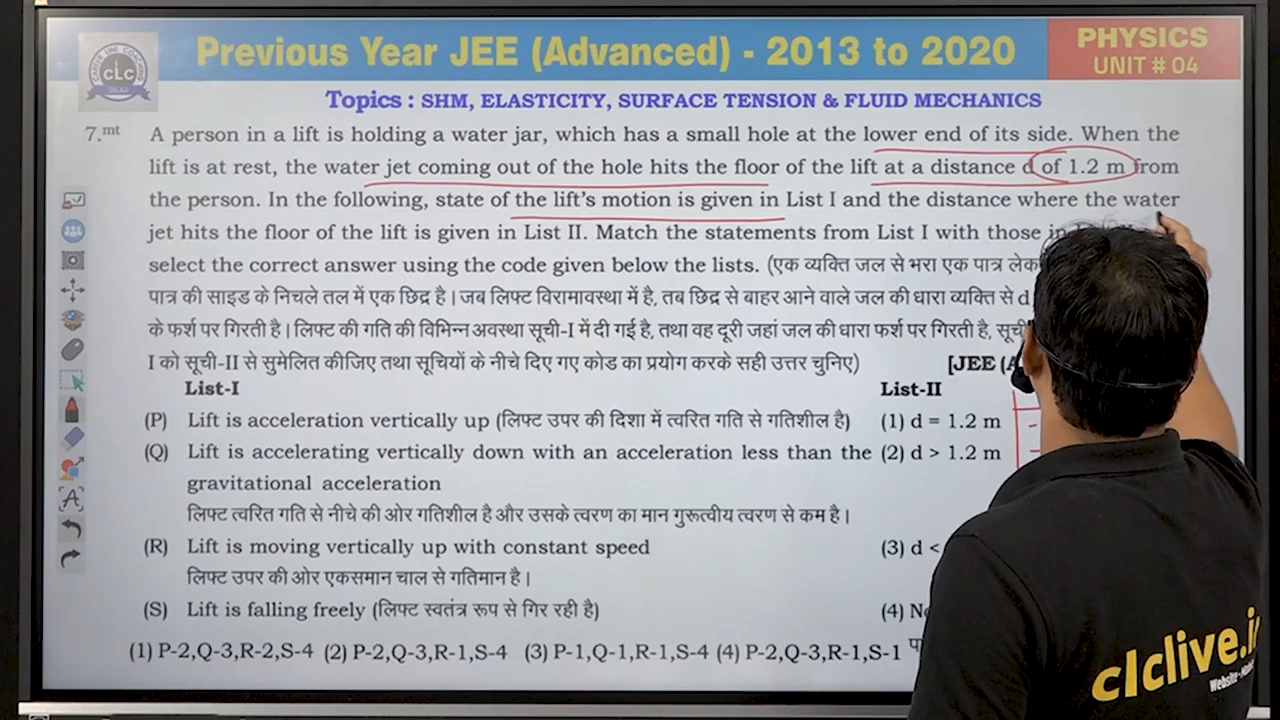 Previous Year JEE (Advanced) - 2013 to 2020
PHYSICS
UNIT # 04
CLC
SIKAR
Topics : SHM, ELASTICITY, SURFACE TENSION & FLUID MECHANICS
7.mt A person in a lift is holding a water jar, which has a small hole at the lower end of its side. When the
lift is at rest, the water jet coming out of the hole hits the floor of the lift at a distance d of 1.2 m from
the person. In the following, state of the lift's motion is given in List I and the distance where the water
jet hits the floor of the lift is given in List II. Match the statements from List I with those in
select the correct answer using the code given below the lists. (एक व्यक्ति जल से भरा एक पात्र लेकर
पात्र की साइड के निचले तल में एक छिद्र है। जब लिफ्ट विरामावस्था में है, तब छिद्र से बाहर आने वाले जल की धारा व्यक्ति से d
के फर्श पर गिरती है। लिफ्ट की गति की विभिन्न अवस्था सूची-I में दी गई है, तथा वह दूरी जहां जल की धारा फर्श पर गिरती है,
I को सूची-II से सुमेलित कीजिए तथा सूचियों के नीचे दिए गए कोड का प्रयोग करके सही उत्तर चुनिए) [JEE (A
List-I List-II
(P) Lift is acceleration vertically up (लिफ्ट उपर की दिशा में त्वरित गति से गतिशील है) (1) d = 1.2 m
(Q) Lift is accelerating vertically down with an acceleration less than the (2) d > 1.2 m
gravitational acceleration
लिफ्ट त्वरित गति से नीचे की ओर गतिशील है और उसके त्वरण का मान गुरूत्वीय त्वरण से कम है।
(R) Lift is moving vertically up with constant speed (3) d <
लिफ्ट उपर की ओर एकसमान चाल से गतिमान है।
(S) Lift is falling freely (लिफ्ट स्वतंत्र रूप से गिर रही है) (4)
(1) P-2,Q-3,R-2,S-4 (2) P-2,Q-3,R-1,S-4 (3) P-1,Q-1,R-1,S-4 (4) P-2,Q-3,R-1,S-1
clclive.i
Website